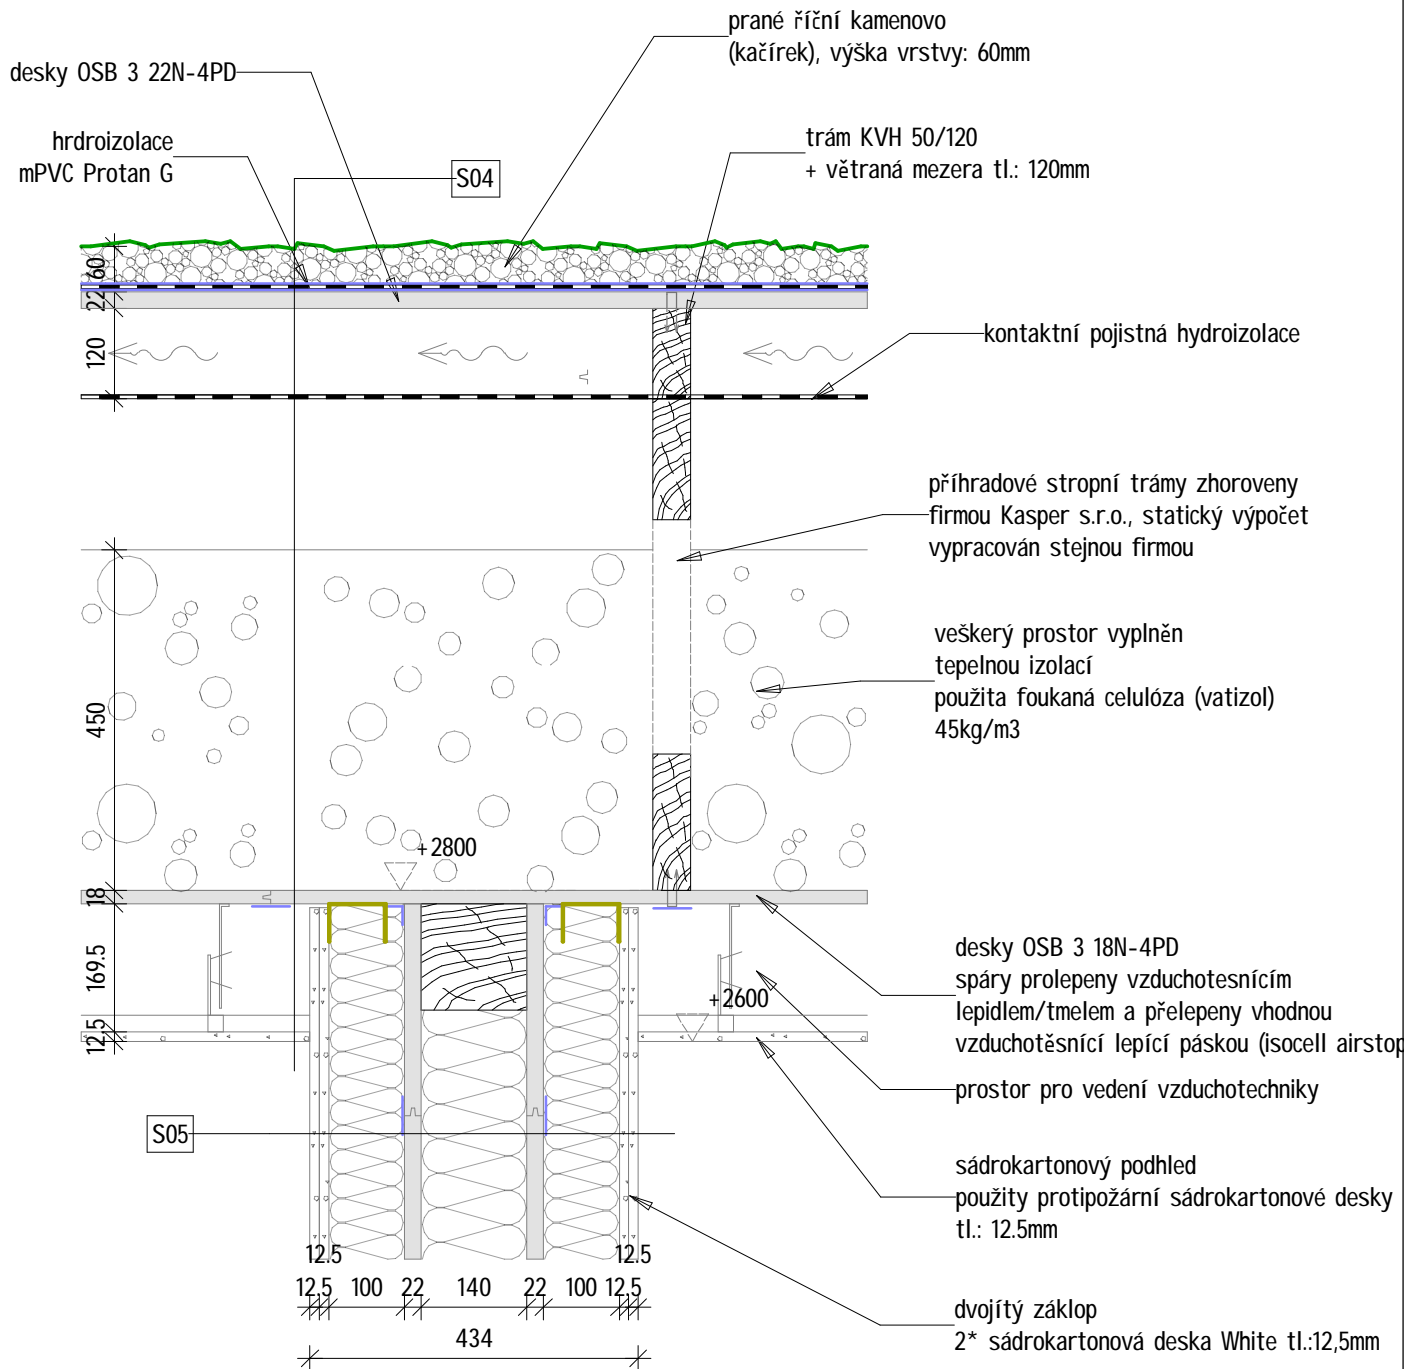 prané říční kamenovo
(kačírek), výška vrstvy: 60mm
desky OSB 3 22N-4PD
hrdroizolace
mPVC Protan G
trám KVH 50/120
+ větraná mezera tl.: 120mm
S04
60
22
120
kontaktní pojistná hydroizolace
příhradové stropní trámy zhoroveny
firmou Kasper s.r.o., statický výpočet
vypracován stejnou firmou
veškerý prostor vyplněn
tepelnou izolací
použita foukaná celulóza (vatizol)
45kg/m3
450
+2800
18
169.5
12.5
+2600
desky OSB 3 18N-4PD
spáry prolepeny vzduchotesnícím
lepidlem/tmelem a přelepeny vhodnou
vzduchotěsnící lepící páskou (isocell airstop
prostor pro vedení vzduchotechniky
S05
sádrokartonový podhled
použity protipožární sádrokartonové desky
tl.: 12.5mm
12.5
12.5
12.5 100 22 140 22 100 12.5
434
dvojítý záklop
2* sádrokartonová deska White tl.:12,5mm